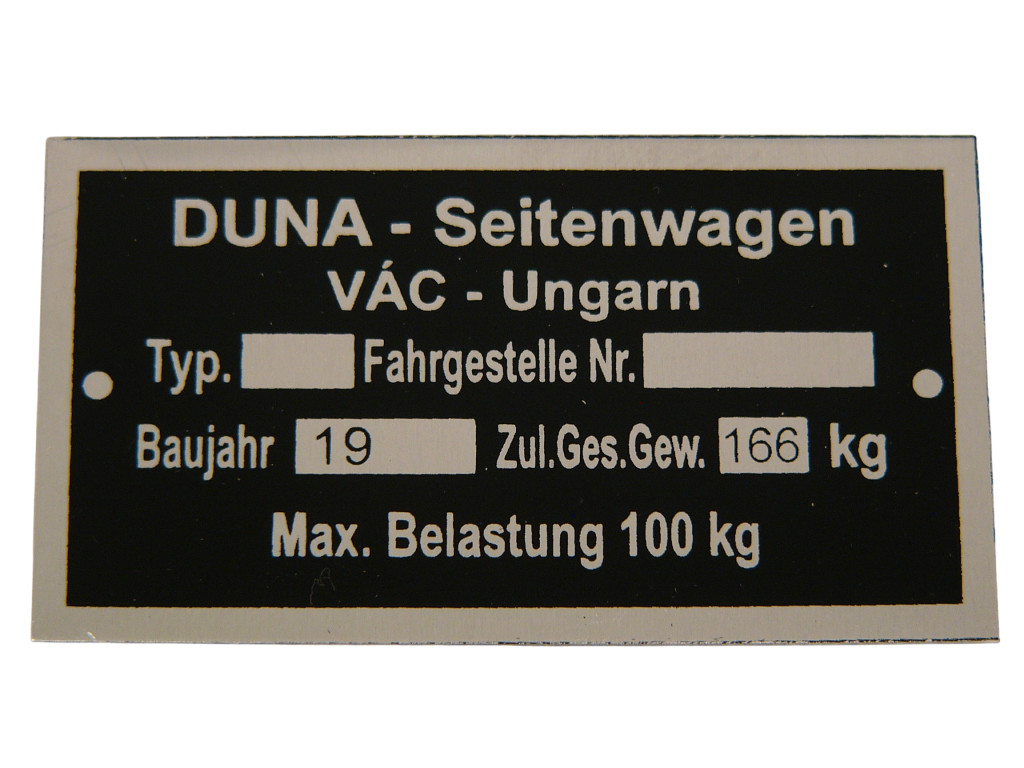 DUNA - Seitenwagen
VÁC - Ungarn
Typ. Fahrgestelle Nr.
Baujahr 19 Zul.Ges.Gew. 166 kg
Max. Belastung 100 kg